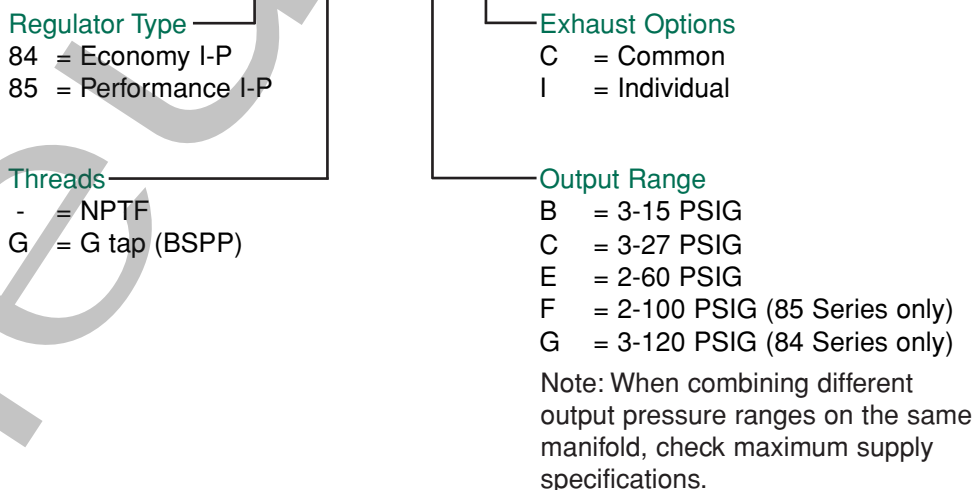 Regulator Type
84 = Economy I-P
85 = Performance I-P
Threads
- = NPTF
G = G tap (BSPP)
Exhaust Options
C = Common
I = Individual
Output Range
B = 3-15 PSIG
C = 3-27 PSIG
E = 2-60 PSIG
F = 2-100 PSIG (85 Series only)
G = 3-120 PSIG (84 Series only)
Note: When combining different
output pressure ranges on the same
manifold, check maximum supply
specifications.